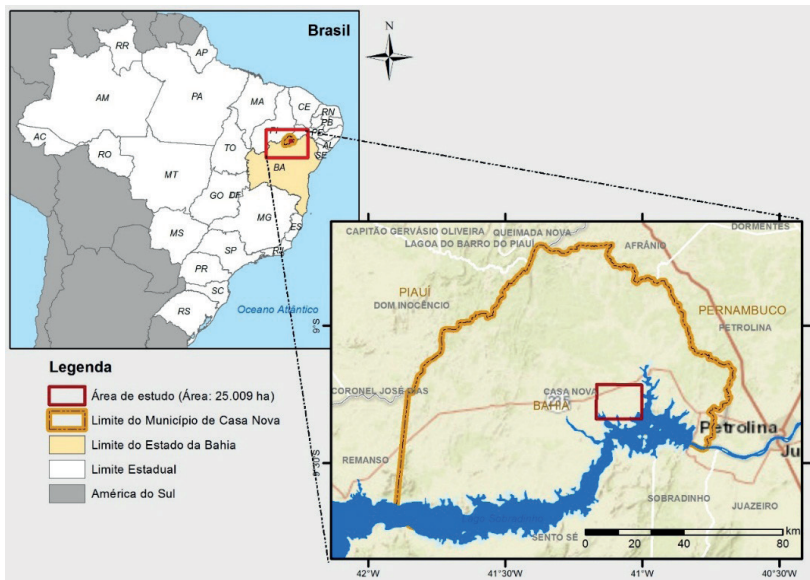 Brasil
N
RR
AP
AM
PA
MA
CE
RN
PB
PI
PE
AC
AL
SE
RO
TO
BA
MT
GO
DF
MG
ES
MS
SP
RJ
PR
SC
RS
Oceano Atlântico
Legenda
Área de estudo (Área: 25.009 ha)
Limite do Município de Casa Nova
Limite do Estado da Bahia
Limite Estadual
América do Sul
DORMENTES
CAPITÃO GERVÁSIO OLIVEIRA
QUEIMADA NOVA
LAGOA DO BARRO DO PIAUÍ
AFRÂNIO
PIAUÍ
DOM INOCÊNCIO
PERNAMBUCO
PETROLINA
CORONEL JOSÉ DIAS
CASA NOVA
BAHIA
Petrolina
Ju
REMANSO
SOBRADINHO
JUAZEIRO
SENTO SÉ
9°S
9°30'S
0 10 20 40 60 80
km
42°W
41°30'W
41°W
40°30'W